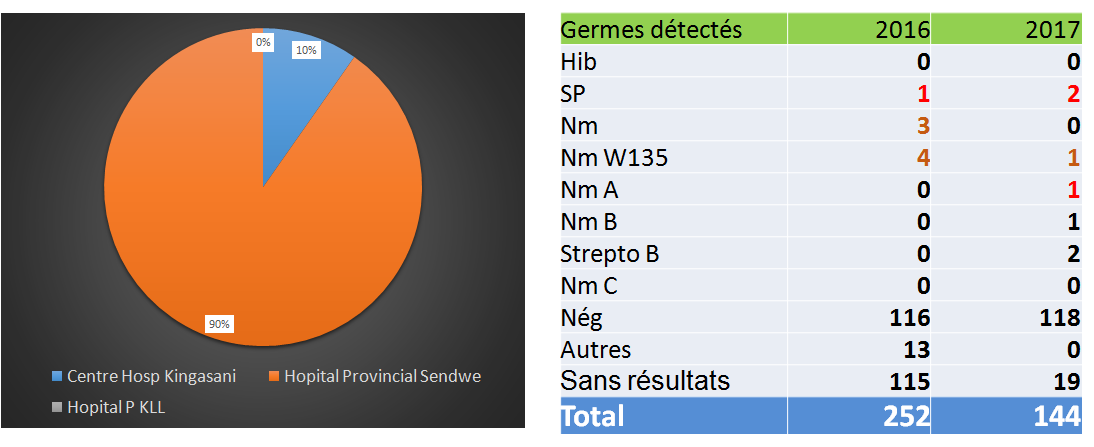 0%
10%
90%
Centre Hosp Kingasani
Hopital Provincial Sendwe
Hopital P KLL
Germes détectés 2016 2017
Hib 0 0
SP 1 2
Nm 3 0
Nm W135 4 1
Nm A 0 1
Nm B 0 1
Strepto B 0 2
Nm C 0 0
Nég 116 118
Autres 13 0
Sans résultats 115 19
Total 252 144